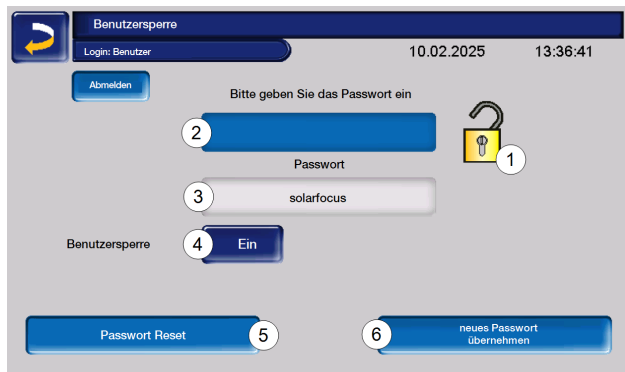 Benutzersperre
Login: Benutzer
10.02.2025 13:36:41
Abmelden
Bitte geben Sie das Passwort ein
2
1
Passwort
3
solarfocus
Benutzersperre
4
Ein
Passwort Reset
5
6
neues Passwort
übernehmen